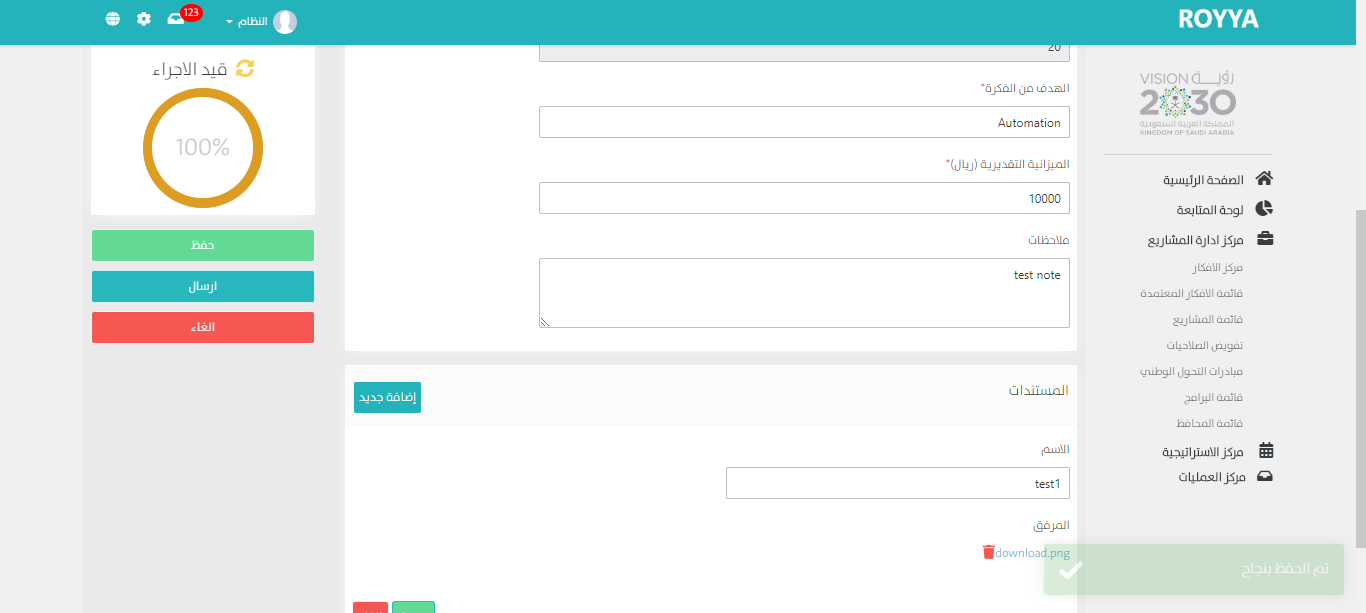 ROYYA
النظام
123
VISION رؤية
2030
المملكة العربية السعودية
KINGDOM OF SAUDI ARABIA
الصفحة الرئيسية
لوحة المتابعة
مركز ادارة المشاريع
مركز الافكار
قائمة الافكار المعتمدة
قائمة المشاريع
تفويض الصلاحيات
مبادرات التحول الوطني
قائمة البرامج
قائمة المحافظ
مركز الاستراتيجية
مركز العمليات
20
الهدف من الفكرة*
Automation
الميزانية التقديرية (ريال)*
10000
ملاحظات
test note
المستندات
إضافة جديد
الاسم
test1
المرفق
download.png
قيد الاجراء
100%
حفظ
ارسال
الغاء
تم الحفظ بنجاح